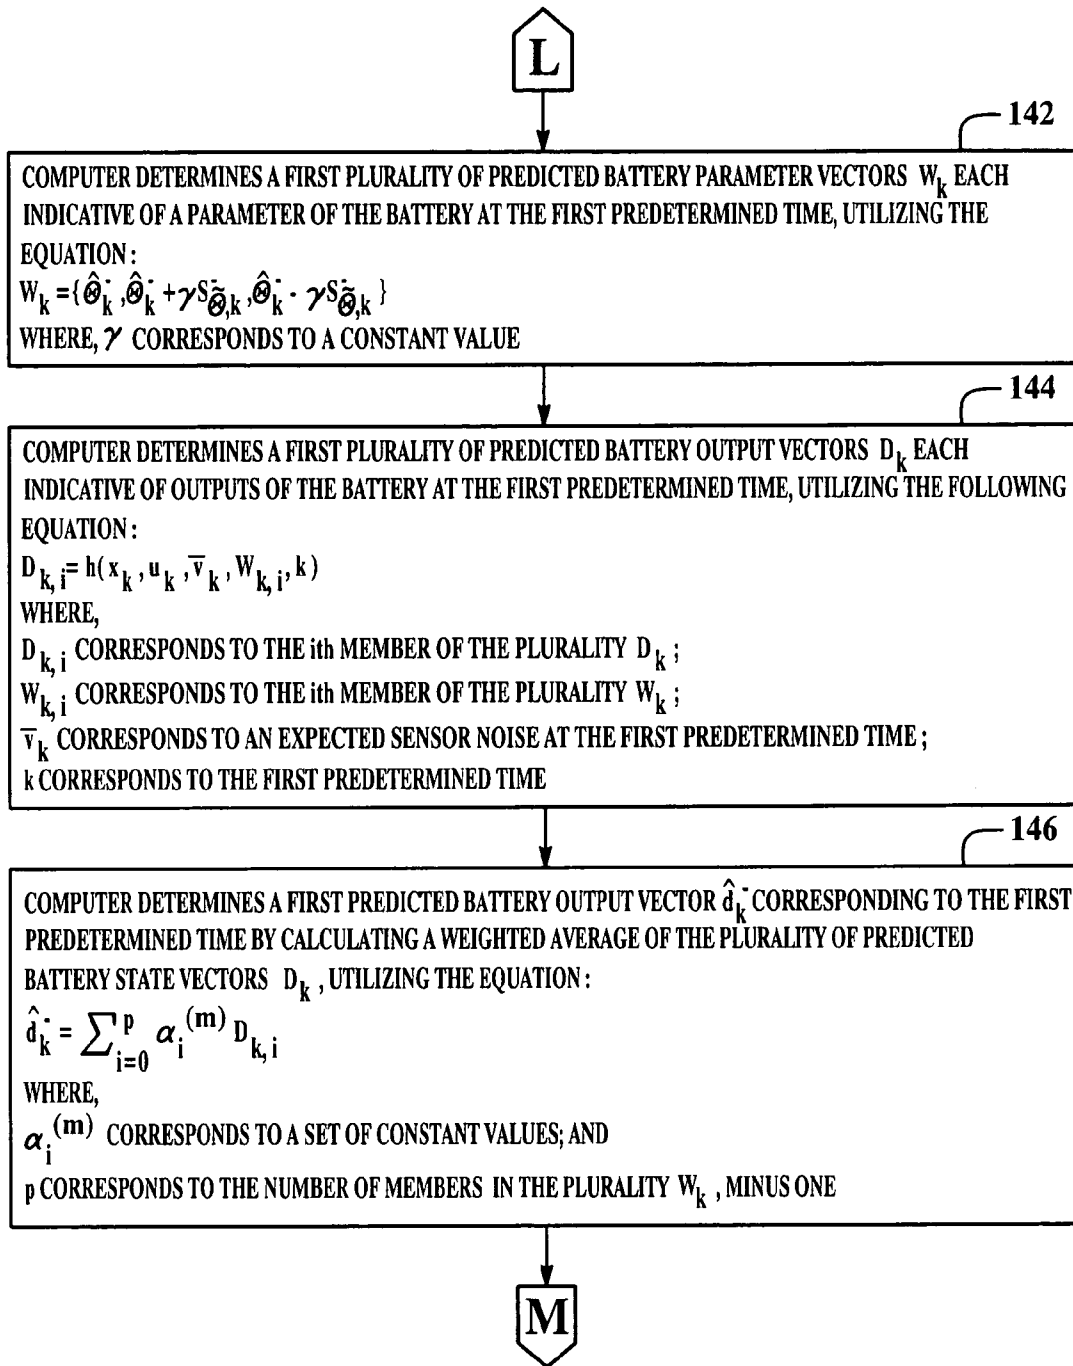 L
142
COMPUTER DETERMINES A FIRST PLURALITY OF PREDICTED BATTERY PARAMETER VECTORS W_k EACH
INDICATIVE OF A PARAMETER OF THE BATTERY AT THE FIRST PREDETERMINED TIME, UTILIZING THE
EQUATION:
W_k = { Θ̂_k^- , Θ̂_k^- + γS^-_Θ̃,k , Θ̂_k^- - γS^-_Θ̃,k }
WHERE, γ CORRESPONDS TO A CONSTANT VALUE
144
COMPUTER DETERMINES A FIRST PLURALITY OF PREDICTED BATTERY OUTPUT VECTORS D_k EACH
INDICATIVE OF OUTPUTS OF THE BATTERY AT THE FIRST PREDETERMINED TIME, UTILIZING THE FOLLOWING
EQUATION:
D_k,i = h( x_k , u_k , v̄_k , W_k,i , k )
WHERE,
D_k,i CORRESPONDS TO THE ith MEMBER OF THE PLURALITY D_k ;
W_k,i CORRESPONDS TO THE ith MEMBER OF THE PLURALITY W_k ;
v̄_k CORRESPONDS TO AN EXPECTED SENSOR NOISE AT THE FIRST PREDETERMINED TIME ;
k CORRESPONDS TO THE FIRST PREDETERMINED TIME
146
COMPUTER DETERMINES A FIRST PREDICTED BATTERY OUTPUT VECTOR d̂_k^- CORRESPONDING TO THE FIRST
PREDETERMINED TIME BY CALCULATING A WEIGHTED AVERAGE OF THE PLURALITY OF PREDICTED
BATTERY STATE VECTORS D_k , UTILIZING THE EQUATION :
d̂_k^- = ∑_{i=0}^p α_i^(m) D_k,i
WHERE,
α_i^(m) CORRESPONDS TO A SET OF CONSTANT VALUES; AND
p CORRESPONDS TO THE NUMBER OF MEMBERS IN THE PLURALITY W_k , MINUS ONE
M